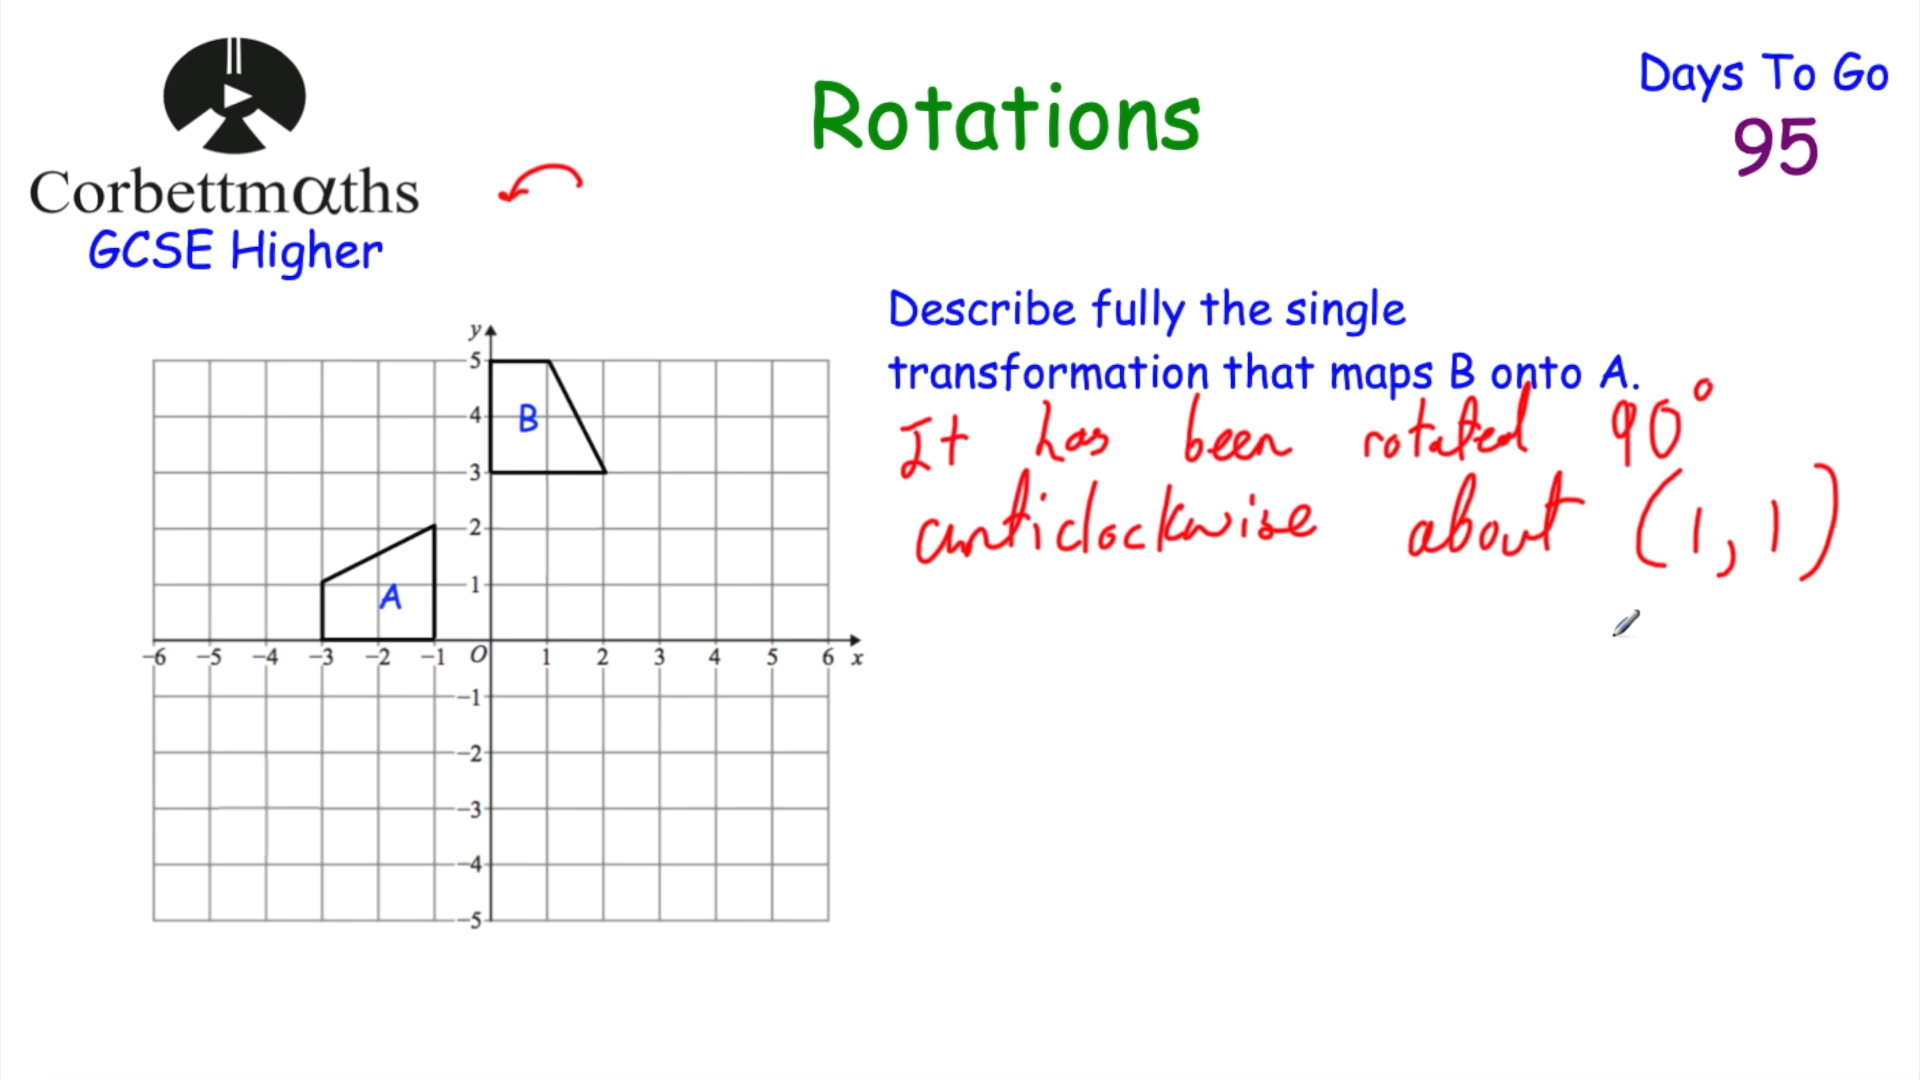 Corbettmαths
GCSE Higher
Rotations
Days To Go
95
Describe fully the single
transformation that maps B onto A.
It has been rotated 90°
anticlockwise about (1,1)
y
5
4
3
2
1
B
A
-6 -5 -4 -3 -2 -1 O 1 2 3 4 5 6 x
-1
-2
-3
-4
-5